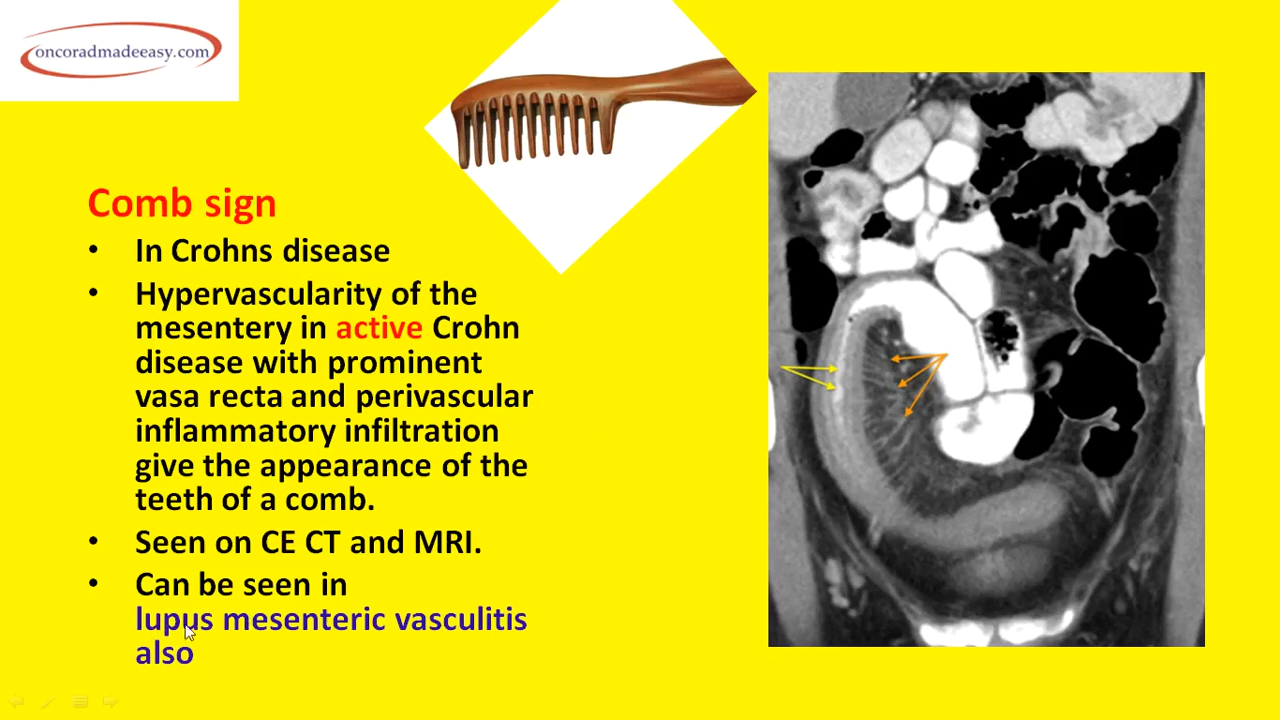 oncoradmadeeasy.com
Comb sign
• In Crohns disease
• Hypervascularity of the
mesentery in active Crohn
disease with prominent
vasa recta and perivascular
inflammatory infiltration
give the appearance of the
teeth of a comb.
• Seen on CE CT and MRI.
• Can be seen in
lupus mesenteric vasculitis
also